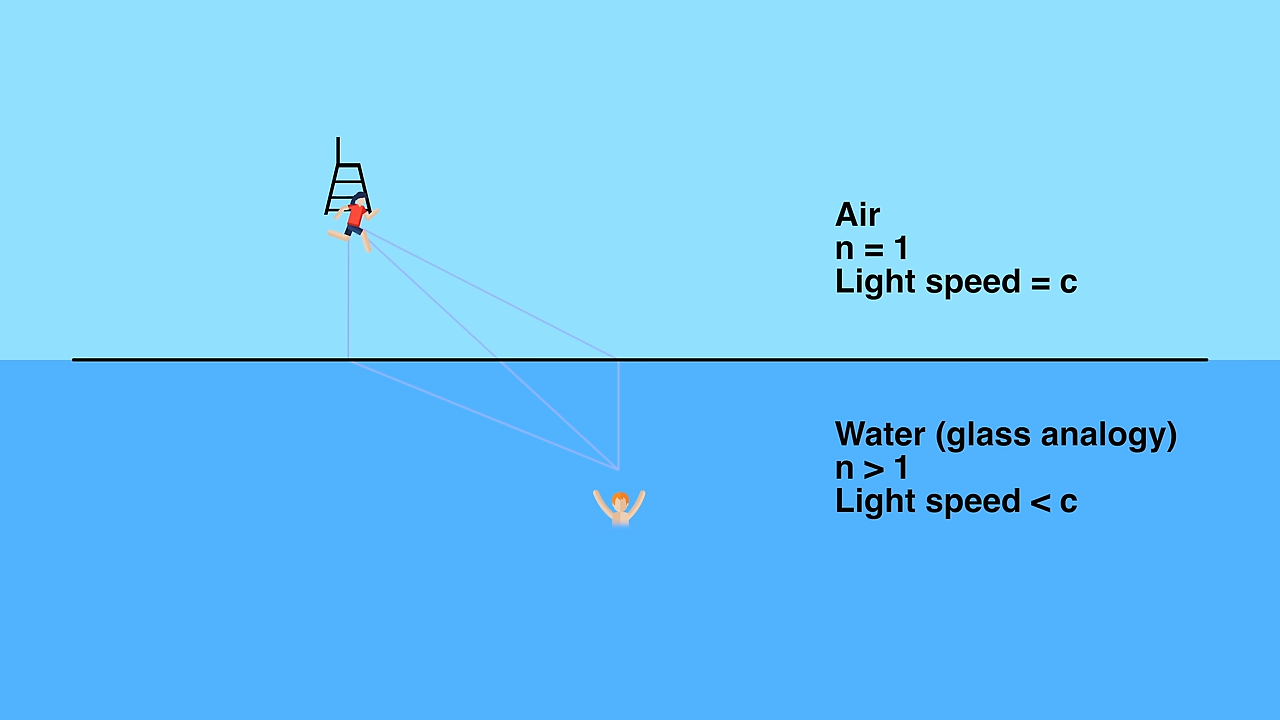 Air
n = 1
Light speed = c
Water (glass analogy)
n > 1
Light speed < c